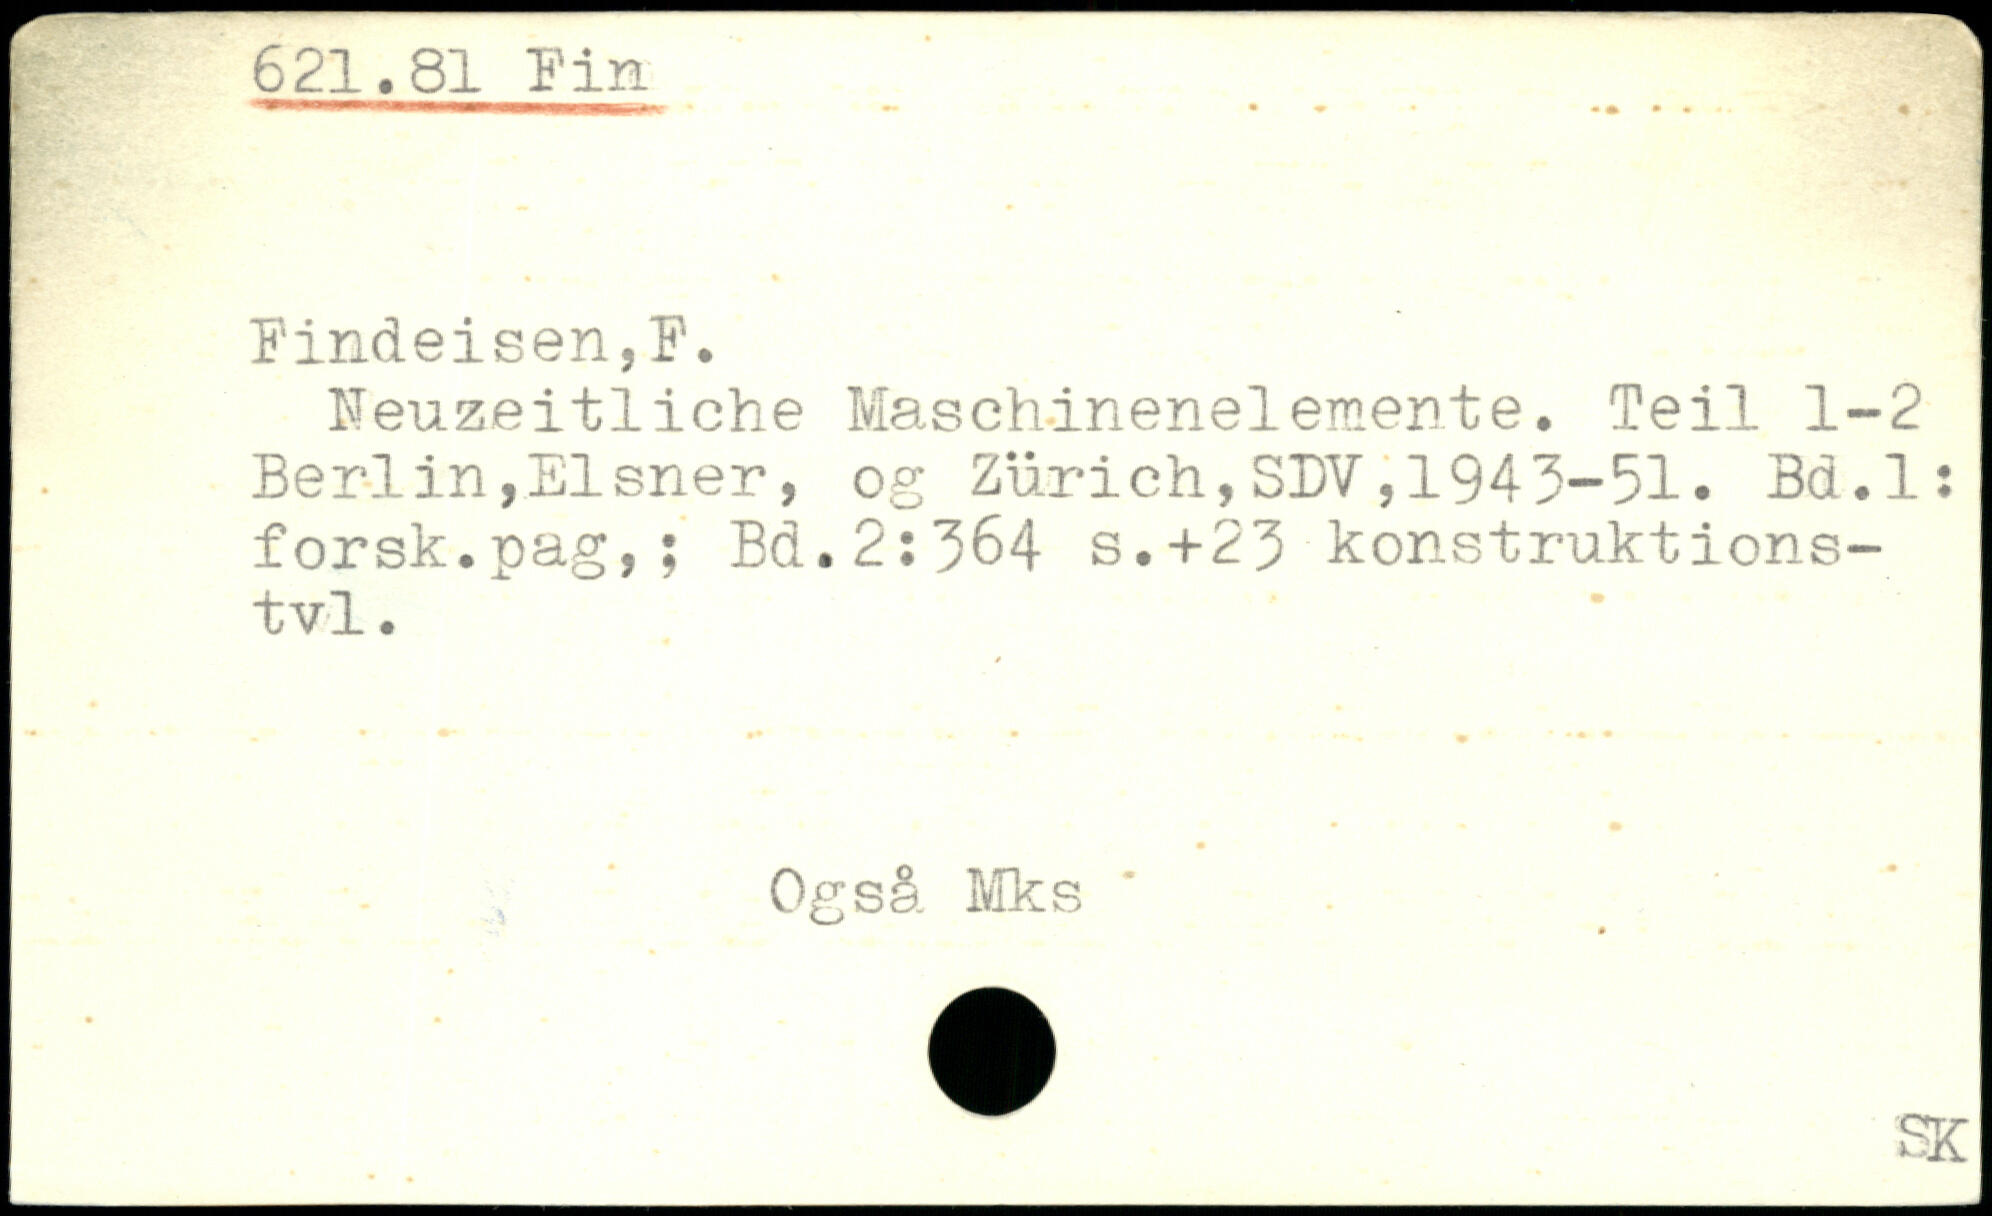 621.81 Fin
Findeisen,F.
Neuzeitliche Maschinenelemente. Teil 1-2
Berlin,Elsner, og Zürich,SDV,1943-51. Bd.1:
forsk.pag,; Bd.2:364 s.+23 konstruktions-
tvl.
Også Mks
SK